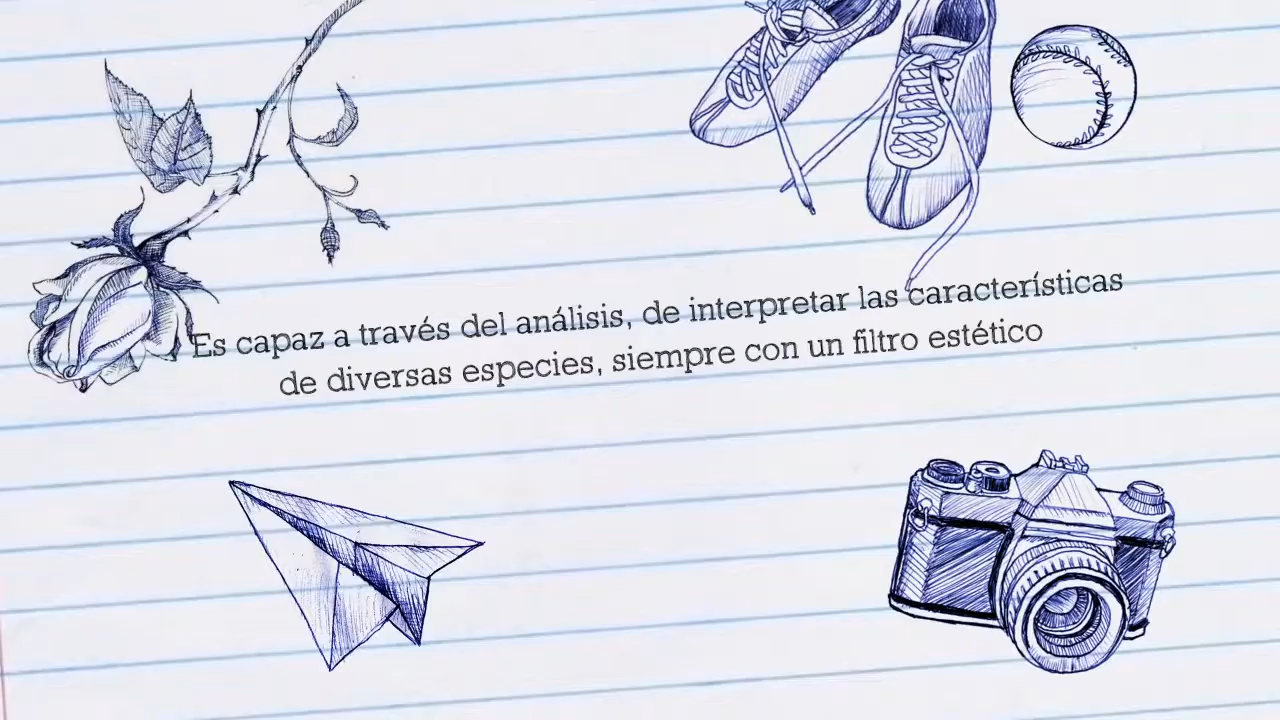 Es capaz a través del análisis, de interpretar las características
de diversas especies, siempre con un filtro estético